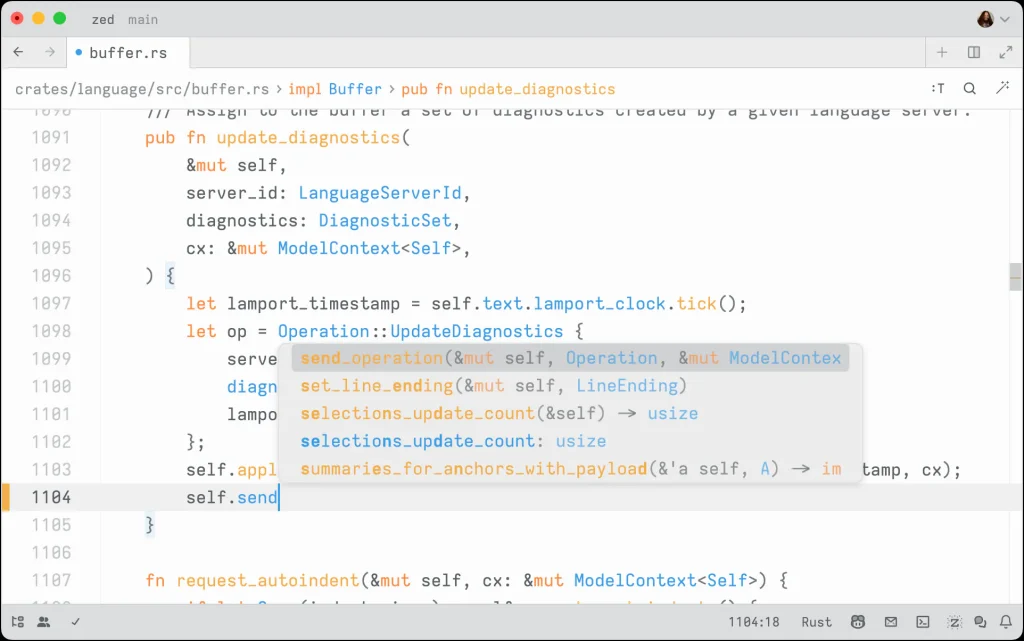 zed main
buffer.rs
crates/language/src/buffer.rs › impl Buffer › pub fn update_diagnostics
:T
1090 /// Assign to the buffer a set of diagnostics created by a given language server.
1091 pub fn update_diagnostics(
1092 &mut self,
1093 server_id: LanguageServerId,
1094 diagnostics: DiagnosticSet,
1095 cx: &mut ModelContext<Self>,
1096 ) {
1097 let lamport_timestamp = self.text.lamport_clock.tick();
1098 let op = Operation::UpdateDiagnostics {
1099 serve
send_operation(&mut self, Operation, &mut ModelContex
1100 diagn
set_line_ending(&mut self, LineEnding)
1101 lampo
selections_update_count(&self) -> usize
1102 };
selections_update_count: usize
1103 self.appl
summaries_for_anchors_with_payload(&'a self, A) -> im
tamp, cx);
1104 self.send
1105 }
1106
1107 fn request_autoindent(&mut self, cx: &mut ModelContext<Self>) {
1104:18 Rust